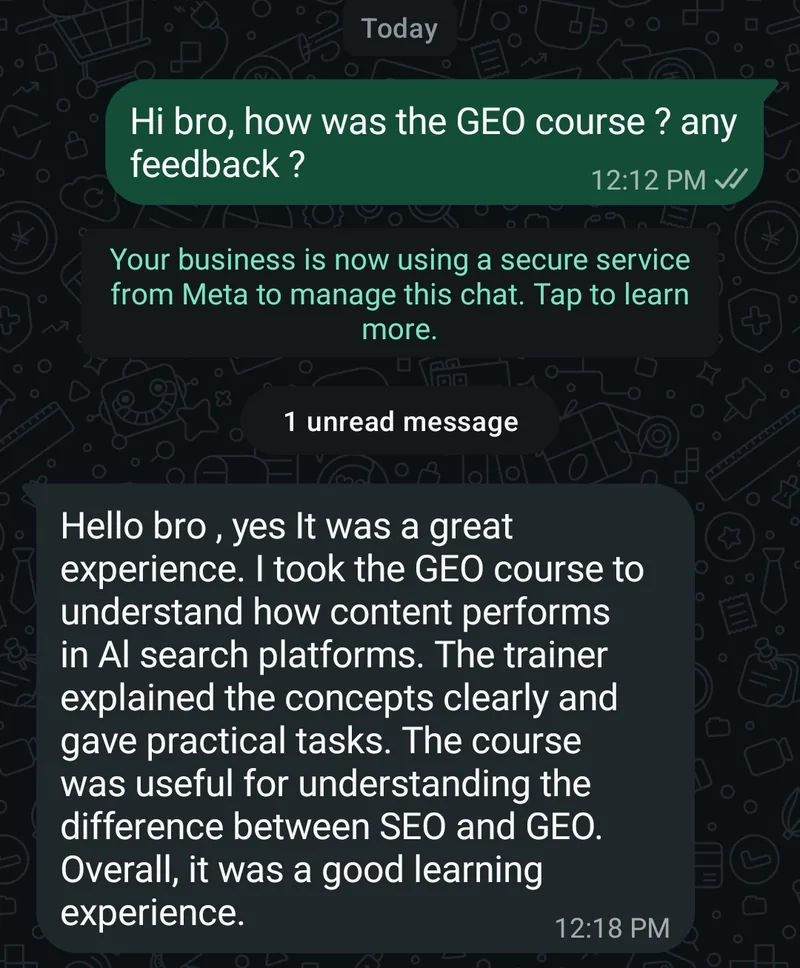 Today
Hi bro, how was the GEO course ? any
feedback ?
12:12 PM
Your business is now using a secure service
from Meta to manage this chat. Tap to learn
more.
1 unread message
Hello bro , yes It was a great
experience. I took the GEO course to
understand how content performs
in Al search platforms. The trainer
explained the concepts clearly and
gave practical tasks. The course
was useful for understanding the
difference between SEO and GEO.
Overall, it was a good learning
experience.
12:18 PM